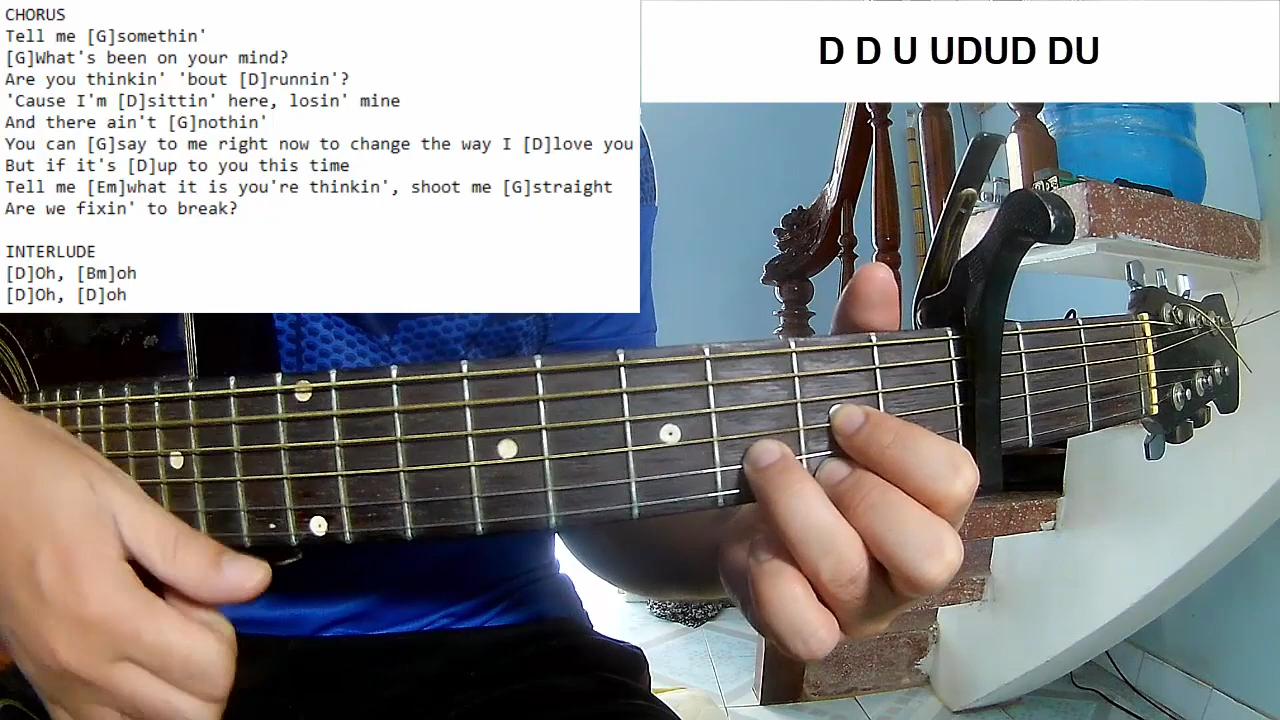 CHORUS
Tell me [G]somethin'
[G]What's been on your mind?
Are you thinkin' 'bout [D]runnin'?
'Cause I'm [D]sittin' here, losin' mine
And there ain't [G]nothin'
You can [G]say to me right now to change the way I [D]love you
But if it's [D]up to you this time
Tell me [Em]what it is you're thinkin', shoot me [G]straight
Are we fixin' to break?
INTERLUDE
[D]Oh, [Bm]oh
[D]Oh, [D]oh
D D U UDUD DU